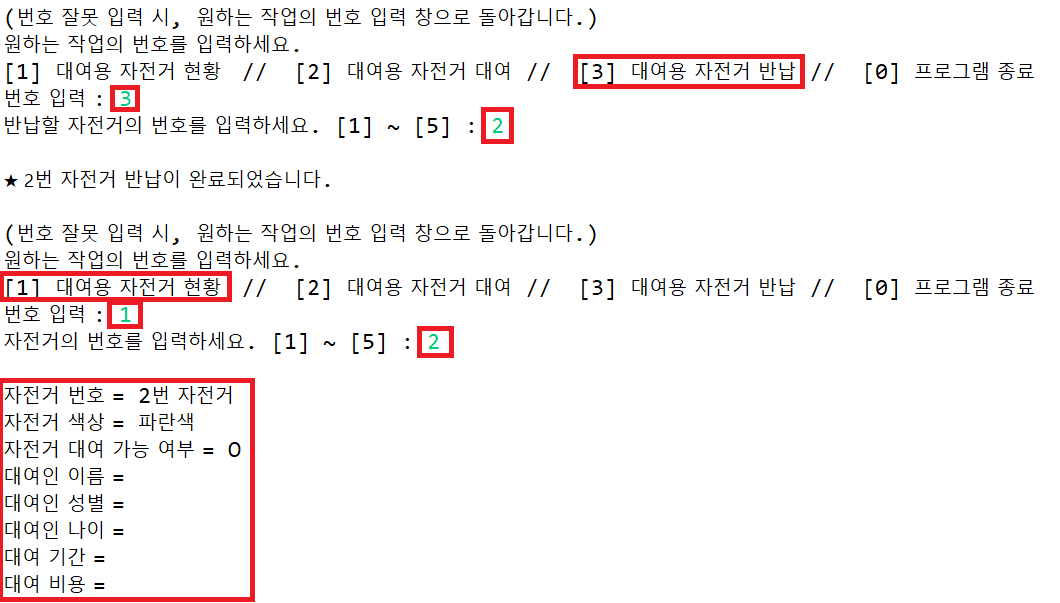 (번호 잘못 입력 시, 원하는 작업의 번호 입력 창으로 돌아갑니다.)
원하는 작업의 번호를 입력하세요.
[1] 대여용 자전거 현황 // [2] 대여용 자전거 대여 // [3] 대여용 자전거 반납 // [0] 프로그램 종료
번호 입력 : 3
반납할 자전거의 번호를 입력하세요. [1] ~ [5] : 2
★ 2번 자전거 반납이 완료되었습니다.
(번호 잘못 입력 시, 원하는 작업의 번호 입력 창으로 돌아갑니다.)
원하는 작업의 번호를 입력하세요.
[1] 대여용 자전거 현황 // [2] 대여용 자전거 대여 // [3] 대여용 자전거 반납 // [0] 프로그램 종료
번호 입력 : 1
자전거의 번호를 입력하세요. [1] ~ [5] : 2
자전거 번호 = 2번 자전거
자전거 색상 = 파란색
자전거 대여 가능 여부 = O
대여인 이름 =
대여인 성별 =
대여인 나이 =
대여 기간 =
대여 비용 =